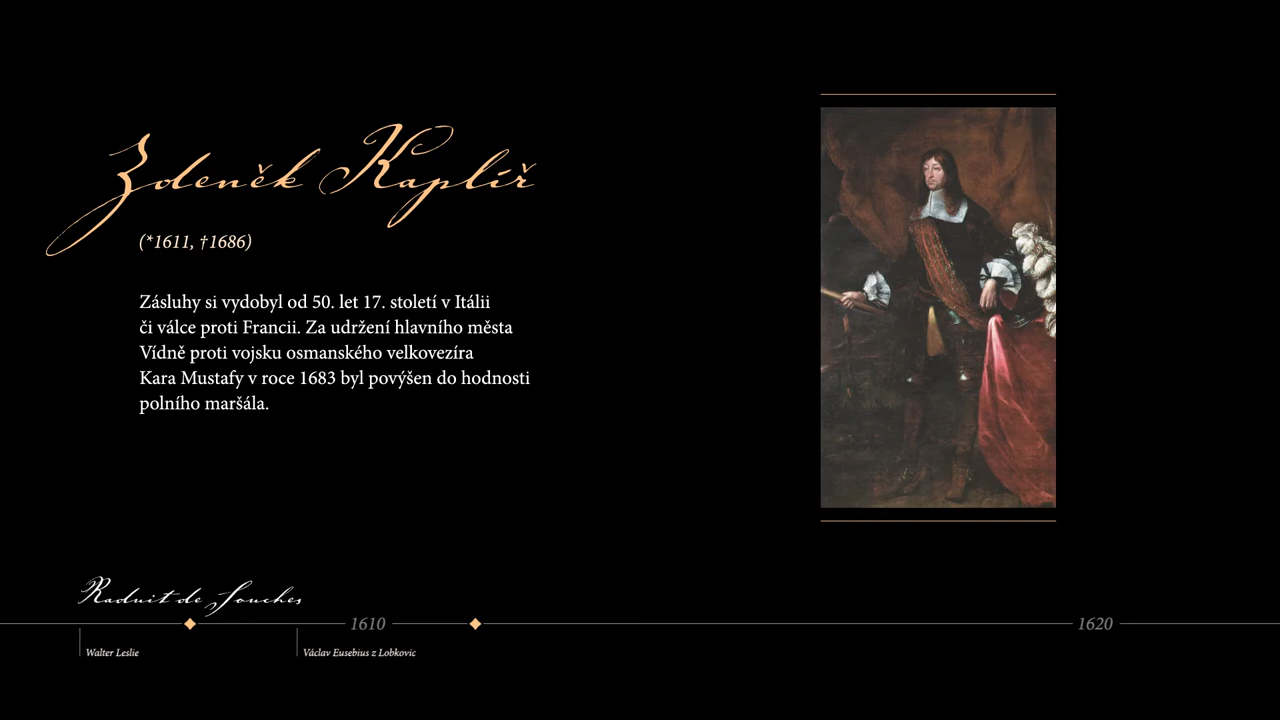 Zdeněk Kaplíř
(*1611, †1686)
Zásluhy si vydobyl od 50. let 17. století v Itálii
či válce proti Francii. Za udržení hlavního města
Vídně proti vojsku osmanského velkovezíra
Kara Mustafy v roce 1683 byl povýšen do hodnosti
polního maršála.
Raduit de Souches
1610
1620
Walter Leslie
Václav Eusebius z Lobkovic